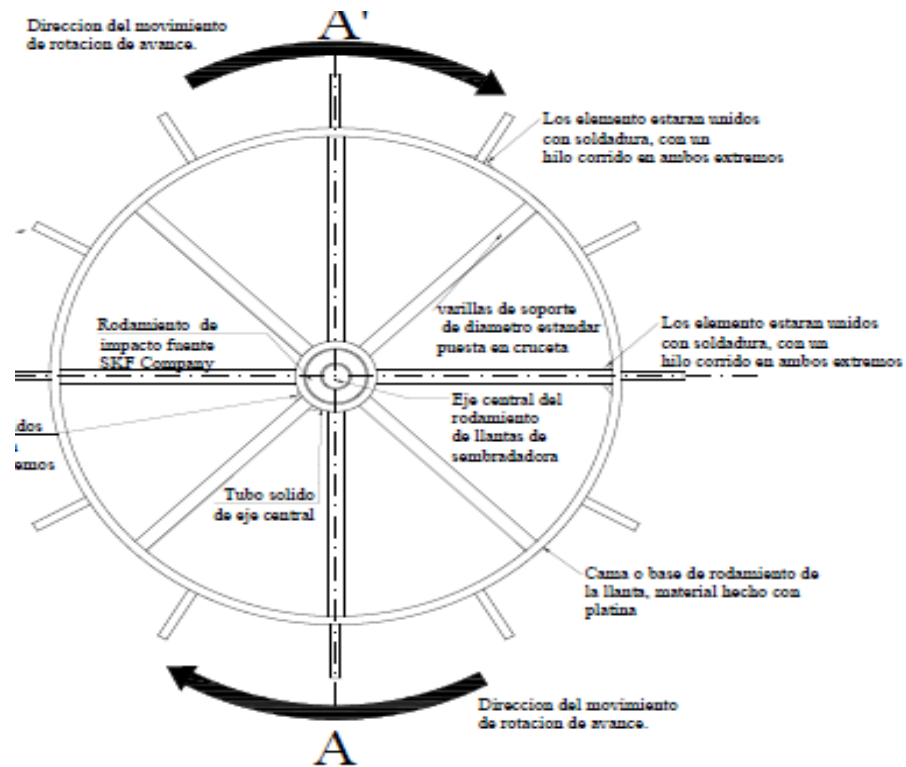 Direccion del movimiento
de rotacion de avance.
A'
Los elemento estaran unidos
con soldadura, con un
hilo corrido en ambos extremos
varillas de soporte
de diametro estandar
puesta en cruceta
Rodamiento de
impacto fuente
SKF Company
Los elemento estaran unidos
con soldadura, con un
hilo corrido en ambos extremos
Eje central del
rodamiento
de llantas de
sembradadora
idos
n
emos
Tubo solido
de eje central
Cama o base de rodamiento de
la llanta, material hecho con
platina
Direccion del movimiento
de rotacion de avance.
A